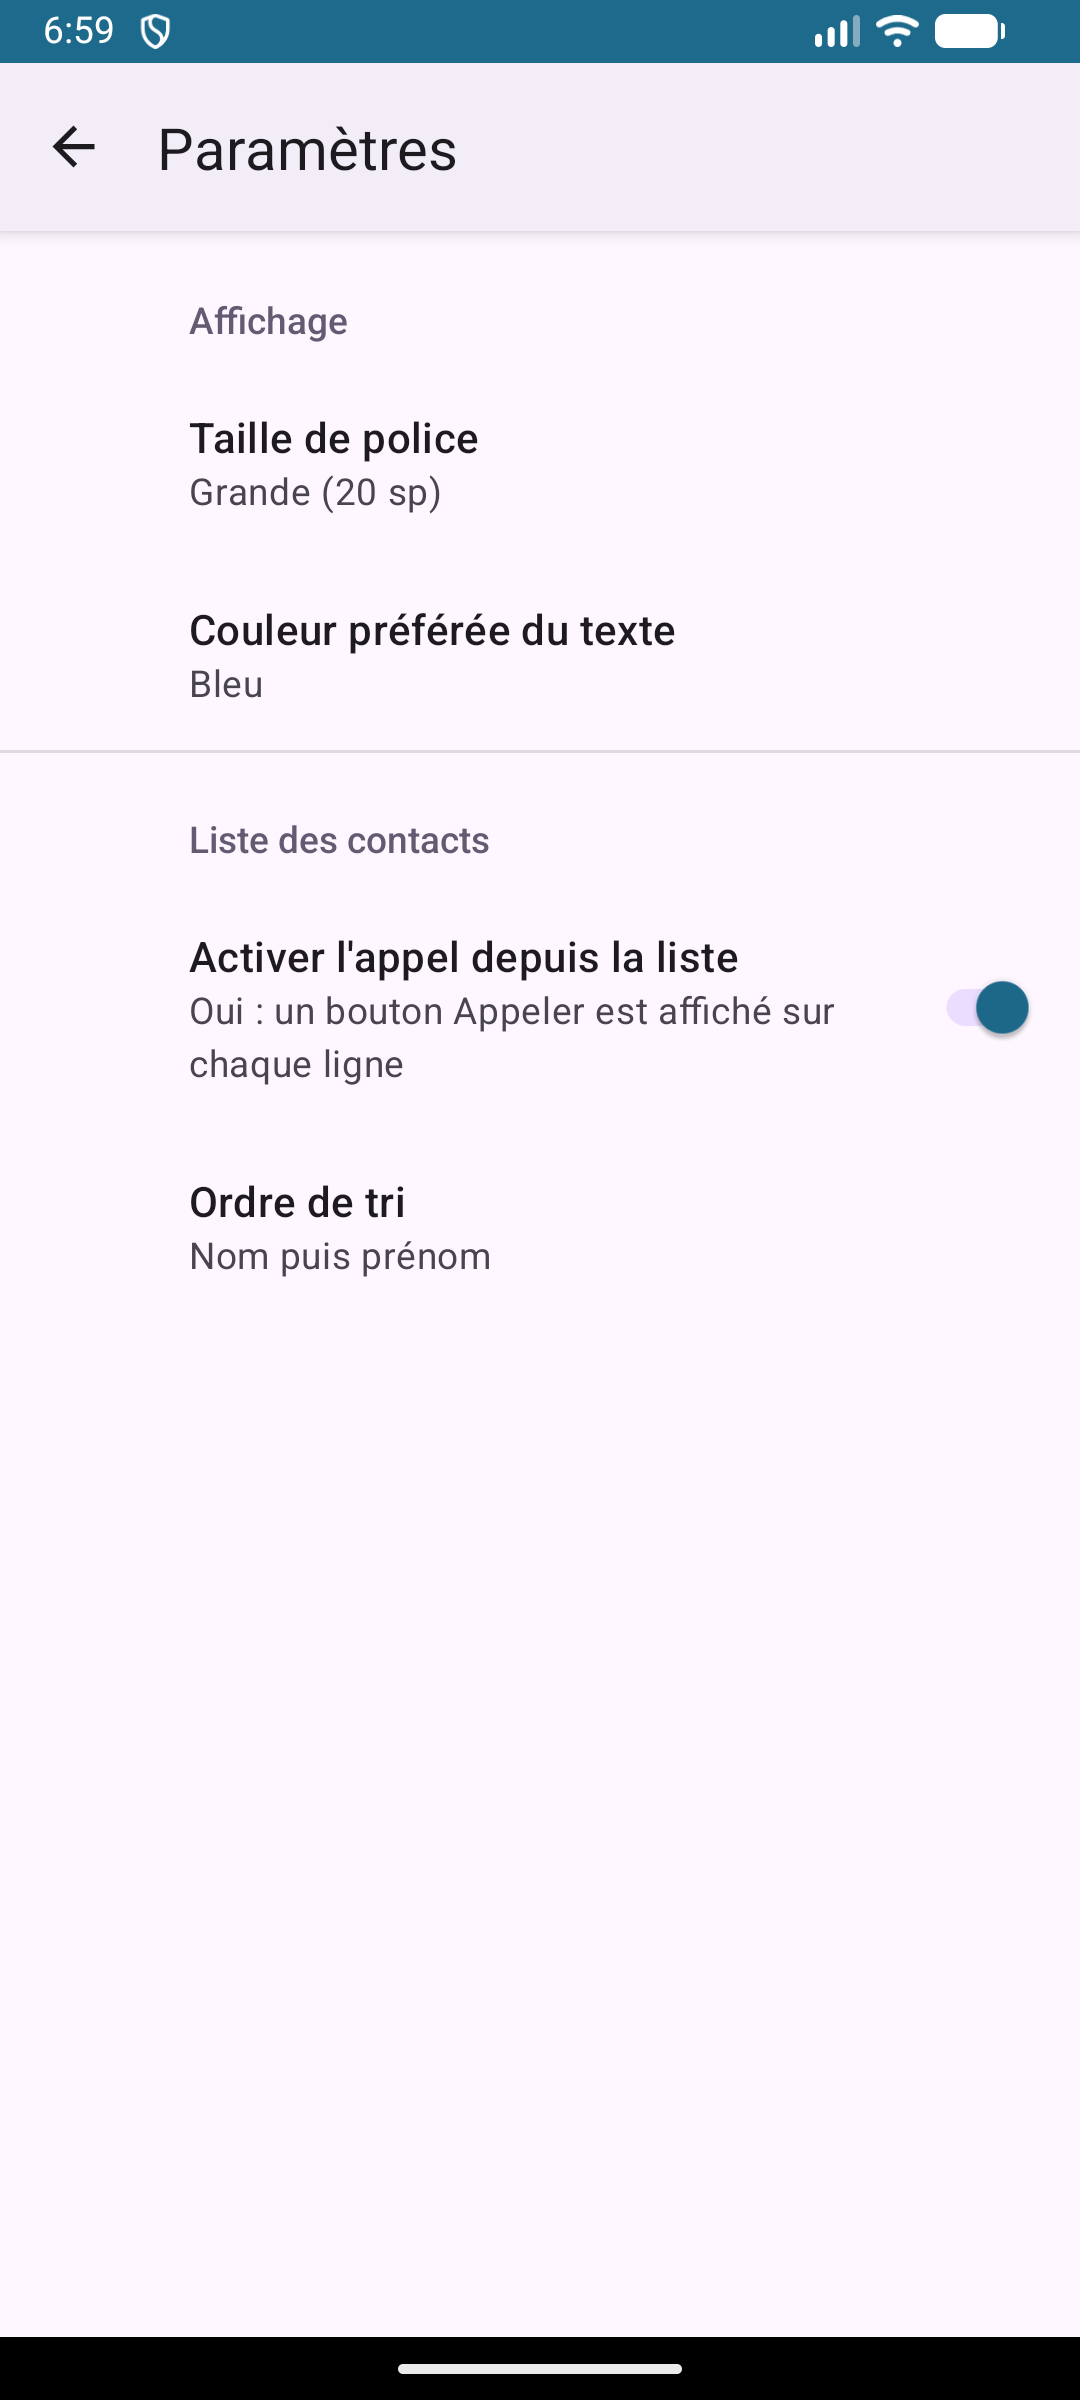 6:59
Paramètres
Affichage
Taille de police
Grande (20 sp)
Couleur préférée du texte
Bleu
Liste des contacts
Activer l'appel depuis la liste
Oui : un bouton Appeler est affiché sur
chaque ligne
Ordre de tri
Nom puis prénom